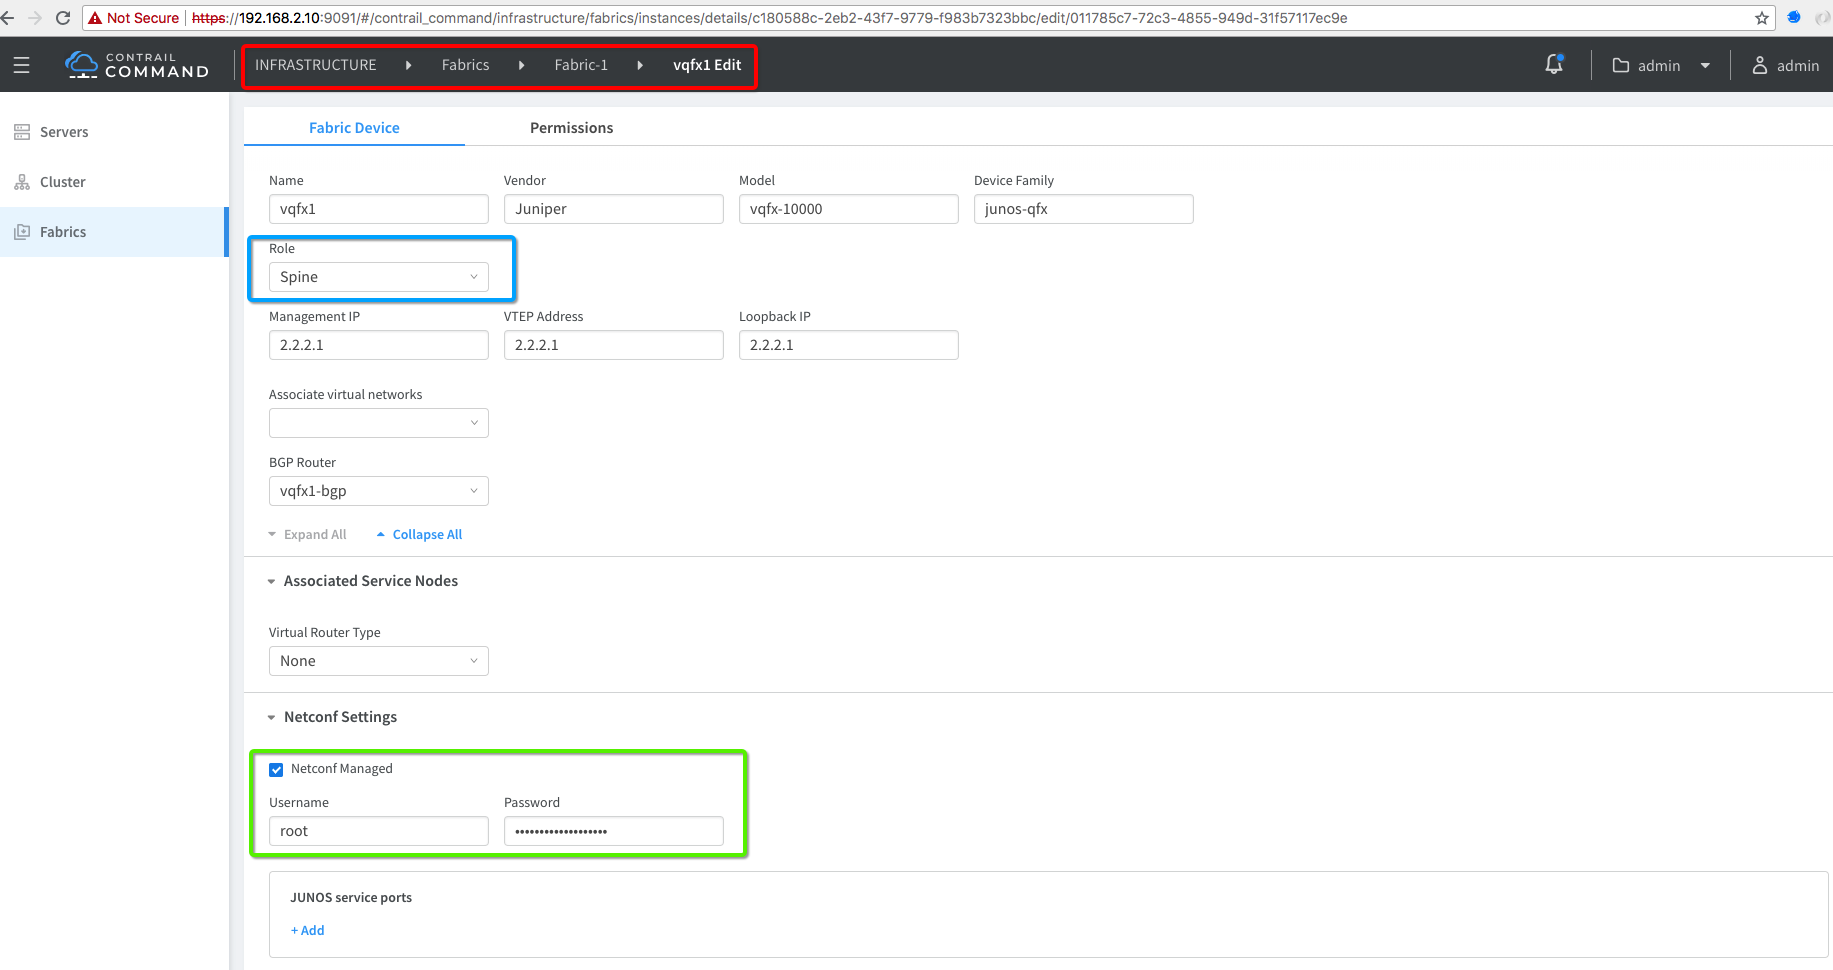 Not Secure https://192.168.2.10:9091/#/contrail_command/infrastructure/fabrics/instances/details/c180588c-2eb2-43f7-9779-f983b7323bbc/edit/011785c7-72c3-4855-949d-31f57117ec9e
CONTRAIL
COMMAND
INFRASTRUCTURE Fabrics Fabric-1 vqfx1 Edit
admin admin
Servers
Cluster
Fabrics
Fabric Device Permissions
Name Vendor Model Device Family
vqfx1 Juniper vqfx-10000 junos-qfx
Role
Spine
Management IP VTEP Address Loopback IP
2.2.2.1 2.2.2.1 2.2.2.1
Associate virtual networks
BGP Router
vqfx1-bgp
Expand All Collapse All
Associated Service Nodes
Virtual Router Type
None
Netconf Settings
Netconf Managed
Username Password
root •••••••••••••••••••
JUNOS service ports
+ Add